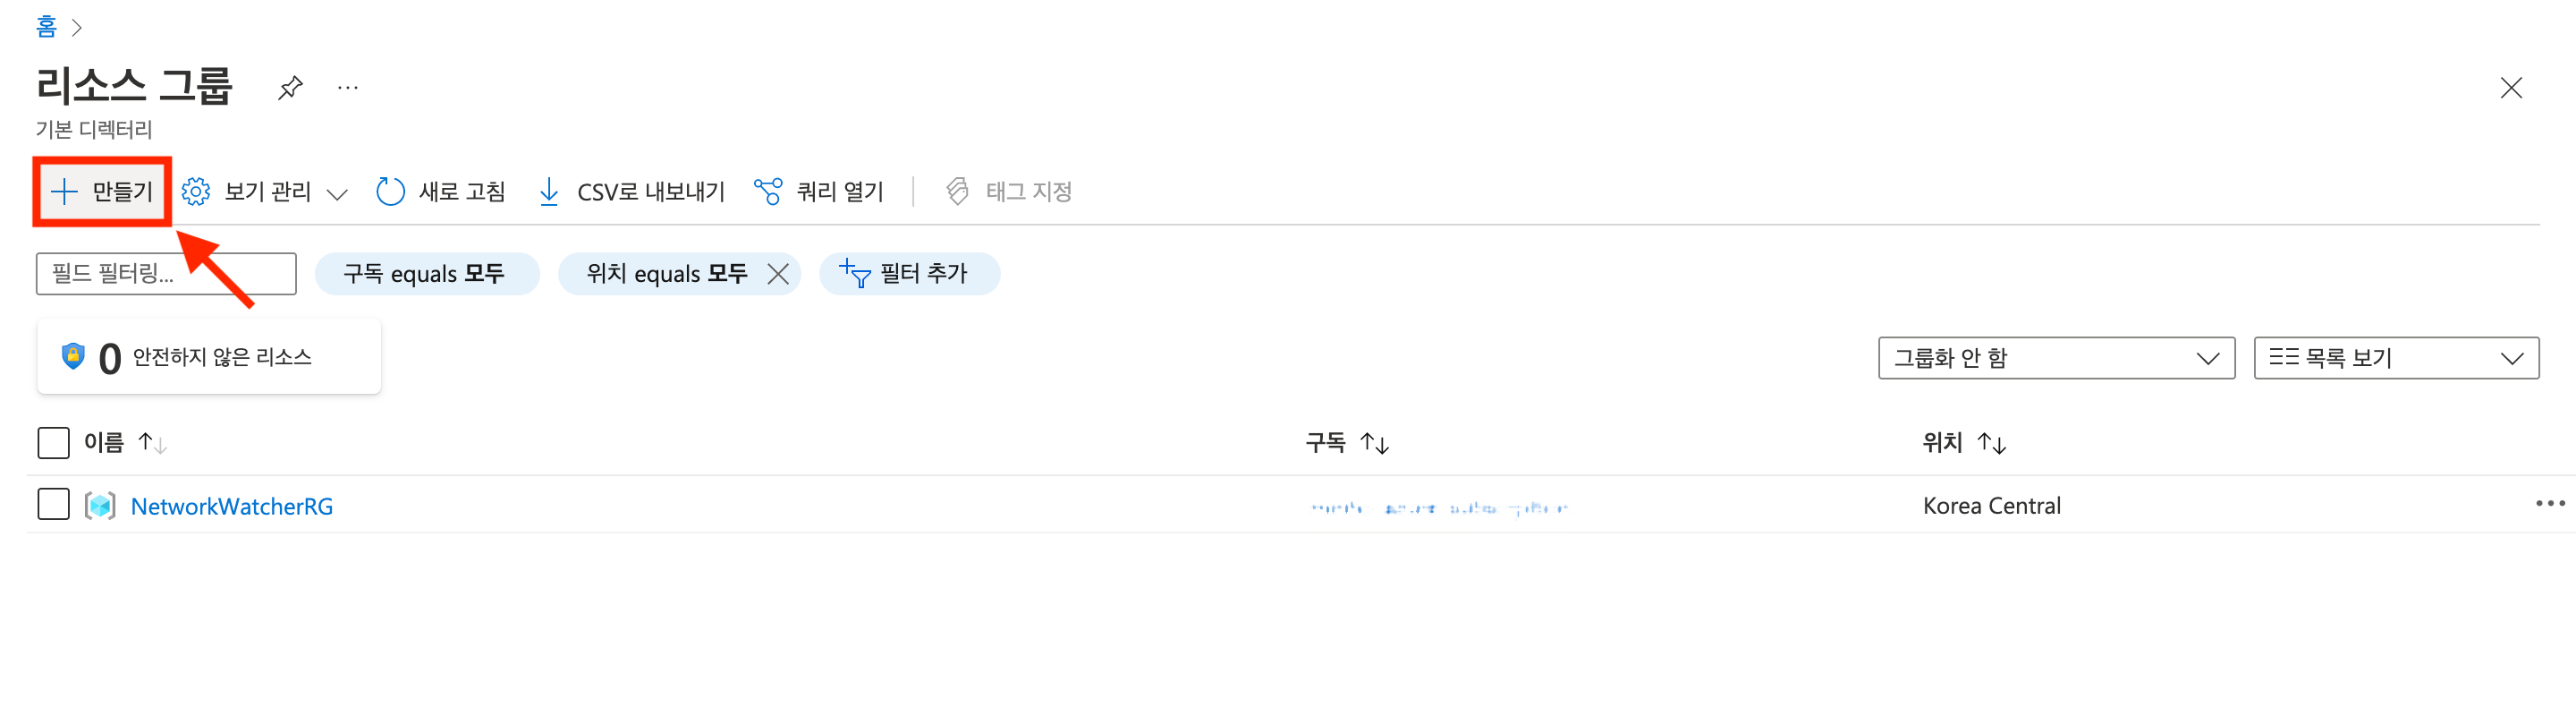 홈
리소스 그룹
기본 디렉터리
만들기 보기 관리 새로 고침 CSV로 내보내기 쿼리 열기 태그 지정
필드 필터링... 구독 equals 모두 위치 equals 모두 필터 추가
0 안전하지 않은 리소스 그룹화 안 함 목록 보기
이름 구독 위치
NetworkWatcherRG Korea Central